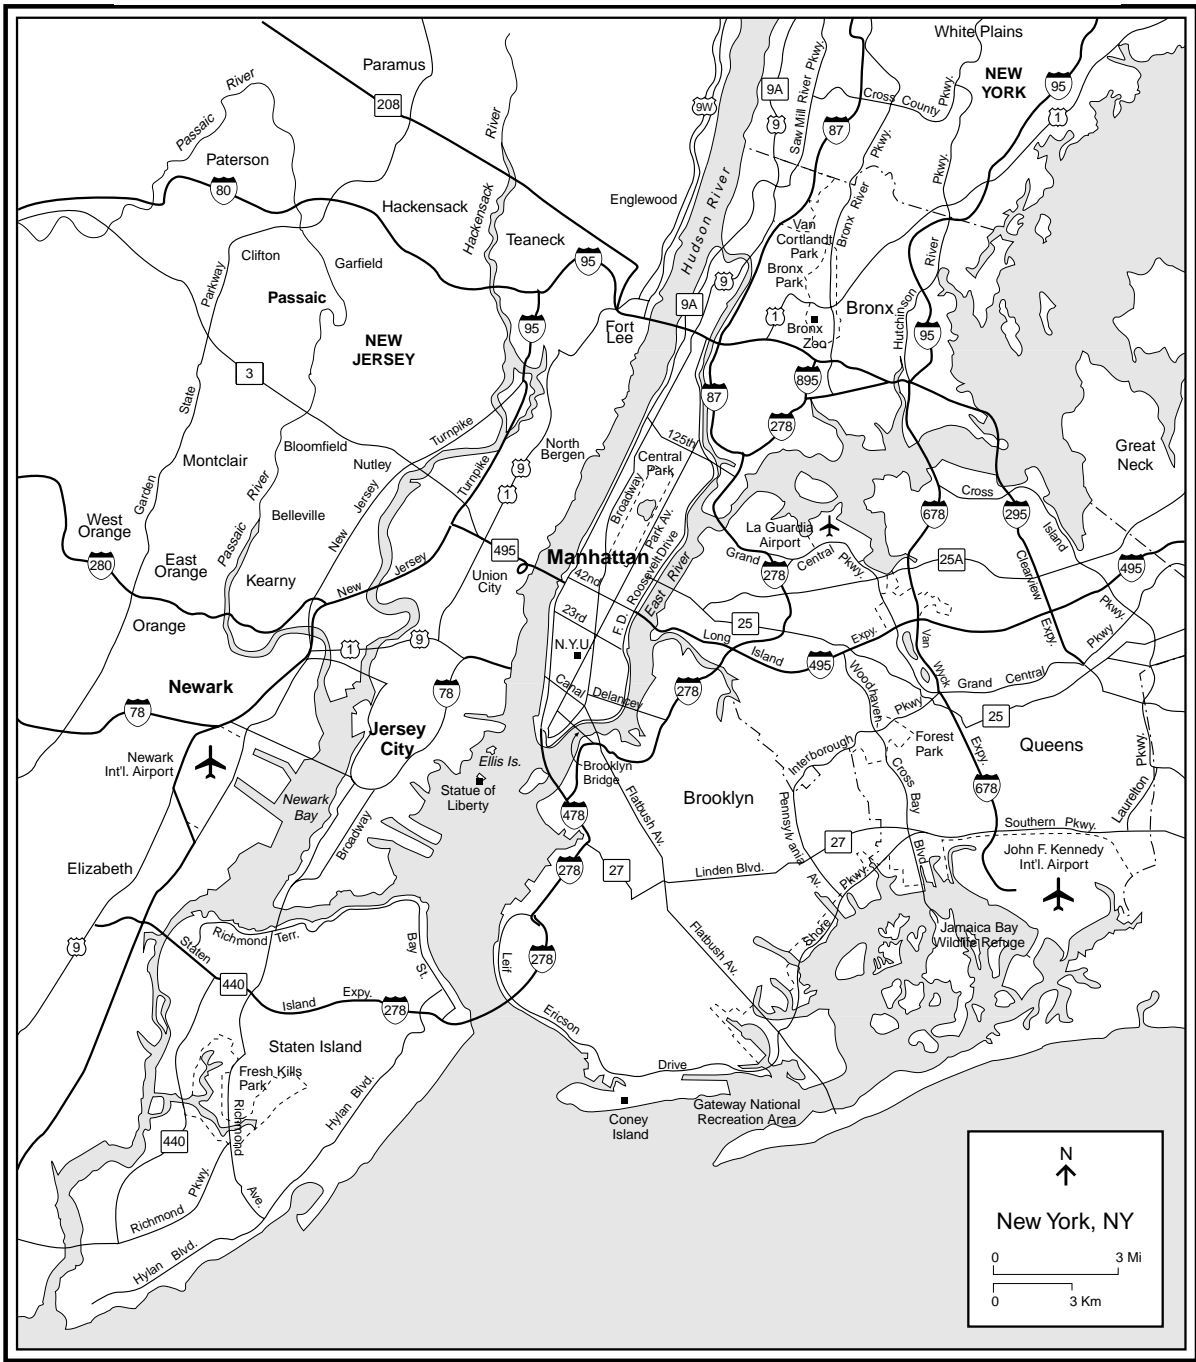 White Plains
NEW
YORK
Paramus
River
208
9W
9A
9
Saw Mill River Pkwy.
87
Cross County
Pkwy.
95
1
Passaic
River
Paterson
80
Hackensack
Hackensack
Englewood
Hudson River
Pkwy.
Pkwy.
Teaneck
95
Van
Cortlandt
Park
Bronx River
River
Clifton
Garfield
Parkway
Passaic
Bronx
Park
9
9A
Bronx
Hutchinson
1
Bronx
Zoo
95
95
Fort
Lee
NEW
JERSEY
3
State
895
87
278
Turnpike
125th
Bloomfield
Nutley
North
Bergen
Central
Park
Great
Neck
Montclair
Turnpike
9
1
Garden
River
Jersey
Broadway
Park Av.
Cross
678
295
Island
West
Orange
Belleville
Passaic
New
La Guardia
Airport
280
East
Orange
Kearny
New
Jersey
495
Manhattan
Union
City
42nd
F. D. Roosevelt Drive
East River
Grand
Central
Pkwy.
278
25A
Clearview
Expy.
495
Pkwy.
Orange
23rd
25
Long
Island
Expy.
495
Van
Wyck
Expy.
Pkwy
1
9
N.Y.U.
Newark
78
78
Canal
Delancey
278
Woodhaven
Grand
Central
Pkwy
25
Jersey
City
Forest
Park
Queens
Newark
Int'l. Airport
Ellis Is.
Brooklyn
Bridge
Interborough
Cross Bay
Blvd.
Pkwy.
Statue of
Liberty
Newark
Bay
Brooklyn
678
Laurelton
Broadway
478
Flatbush Av.
Pennsylvania
Av.
Southern Pkwy.
27
John F. Kennedy
Int'l. Airport
Elizabeth
278
27
Linden Blvd.
Pkwy.
Shore
Richmond Terr.
Staten
9
Bay
St.
Leif
278
Flatbush Av.
Jamaica Bay
Wildlife Refuge
440
Island
Expy.
278
Ericson
Staten Island
Fresh Kills
Park
Drive
Hylan Blvd.
Richmond
Ave.
Gateway National
Recreation Area
Coney
Island
440
Richmond
Pkwy.
Hylan Blvd.
N
New York, NY
0
3 Mi
0
3 Km